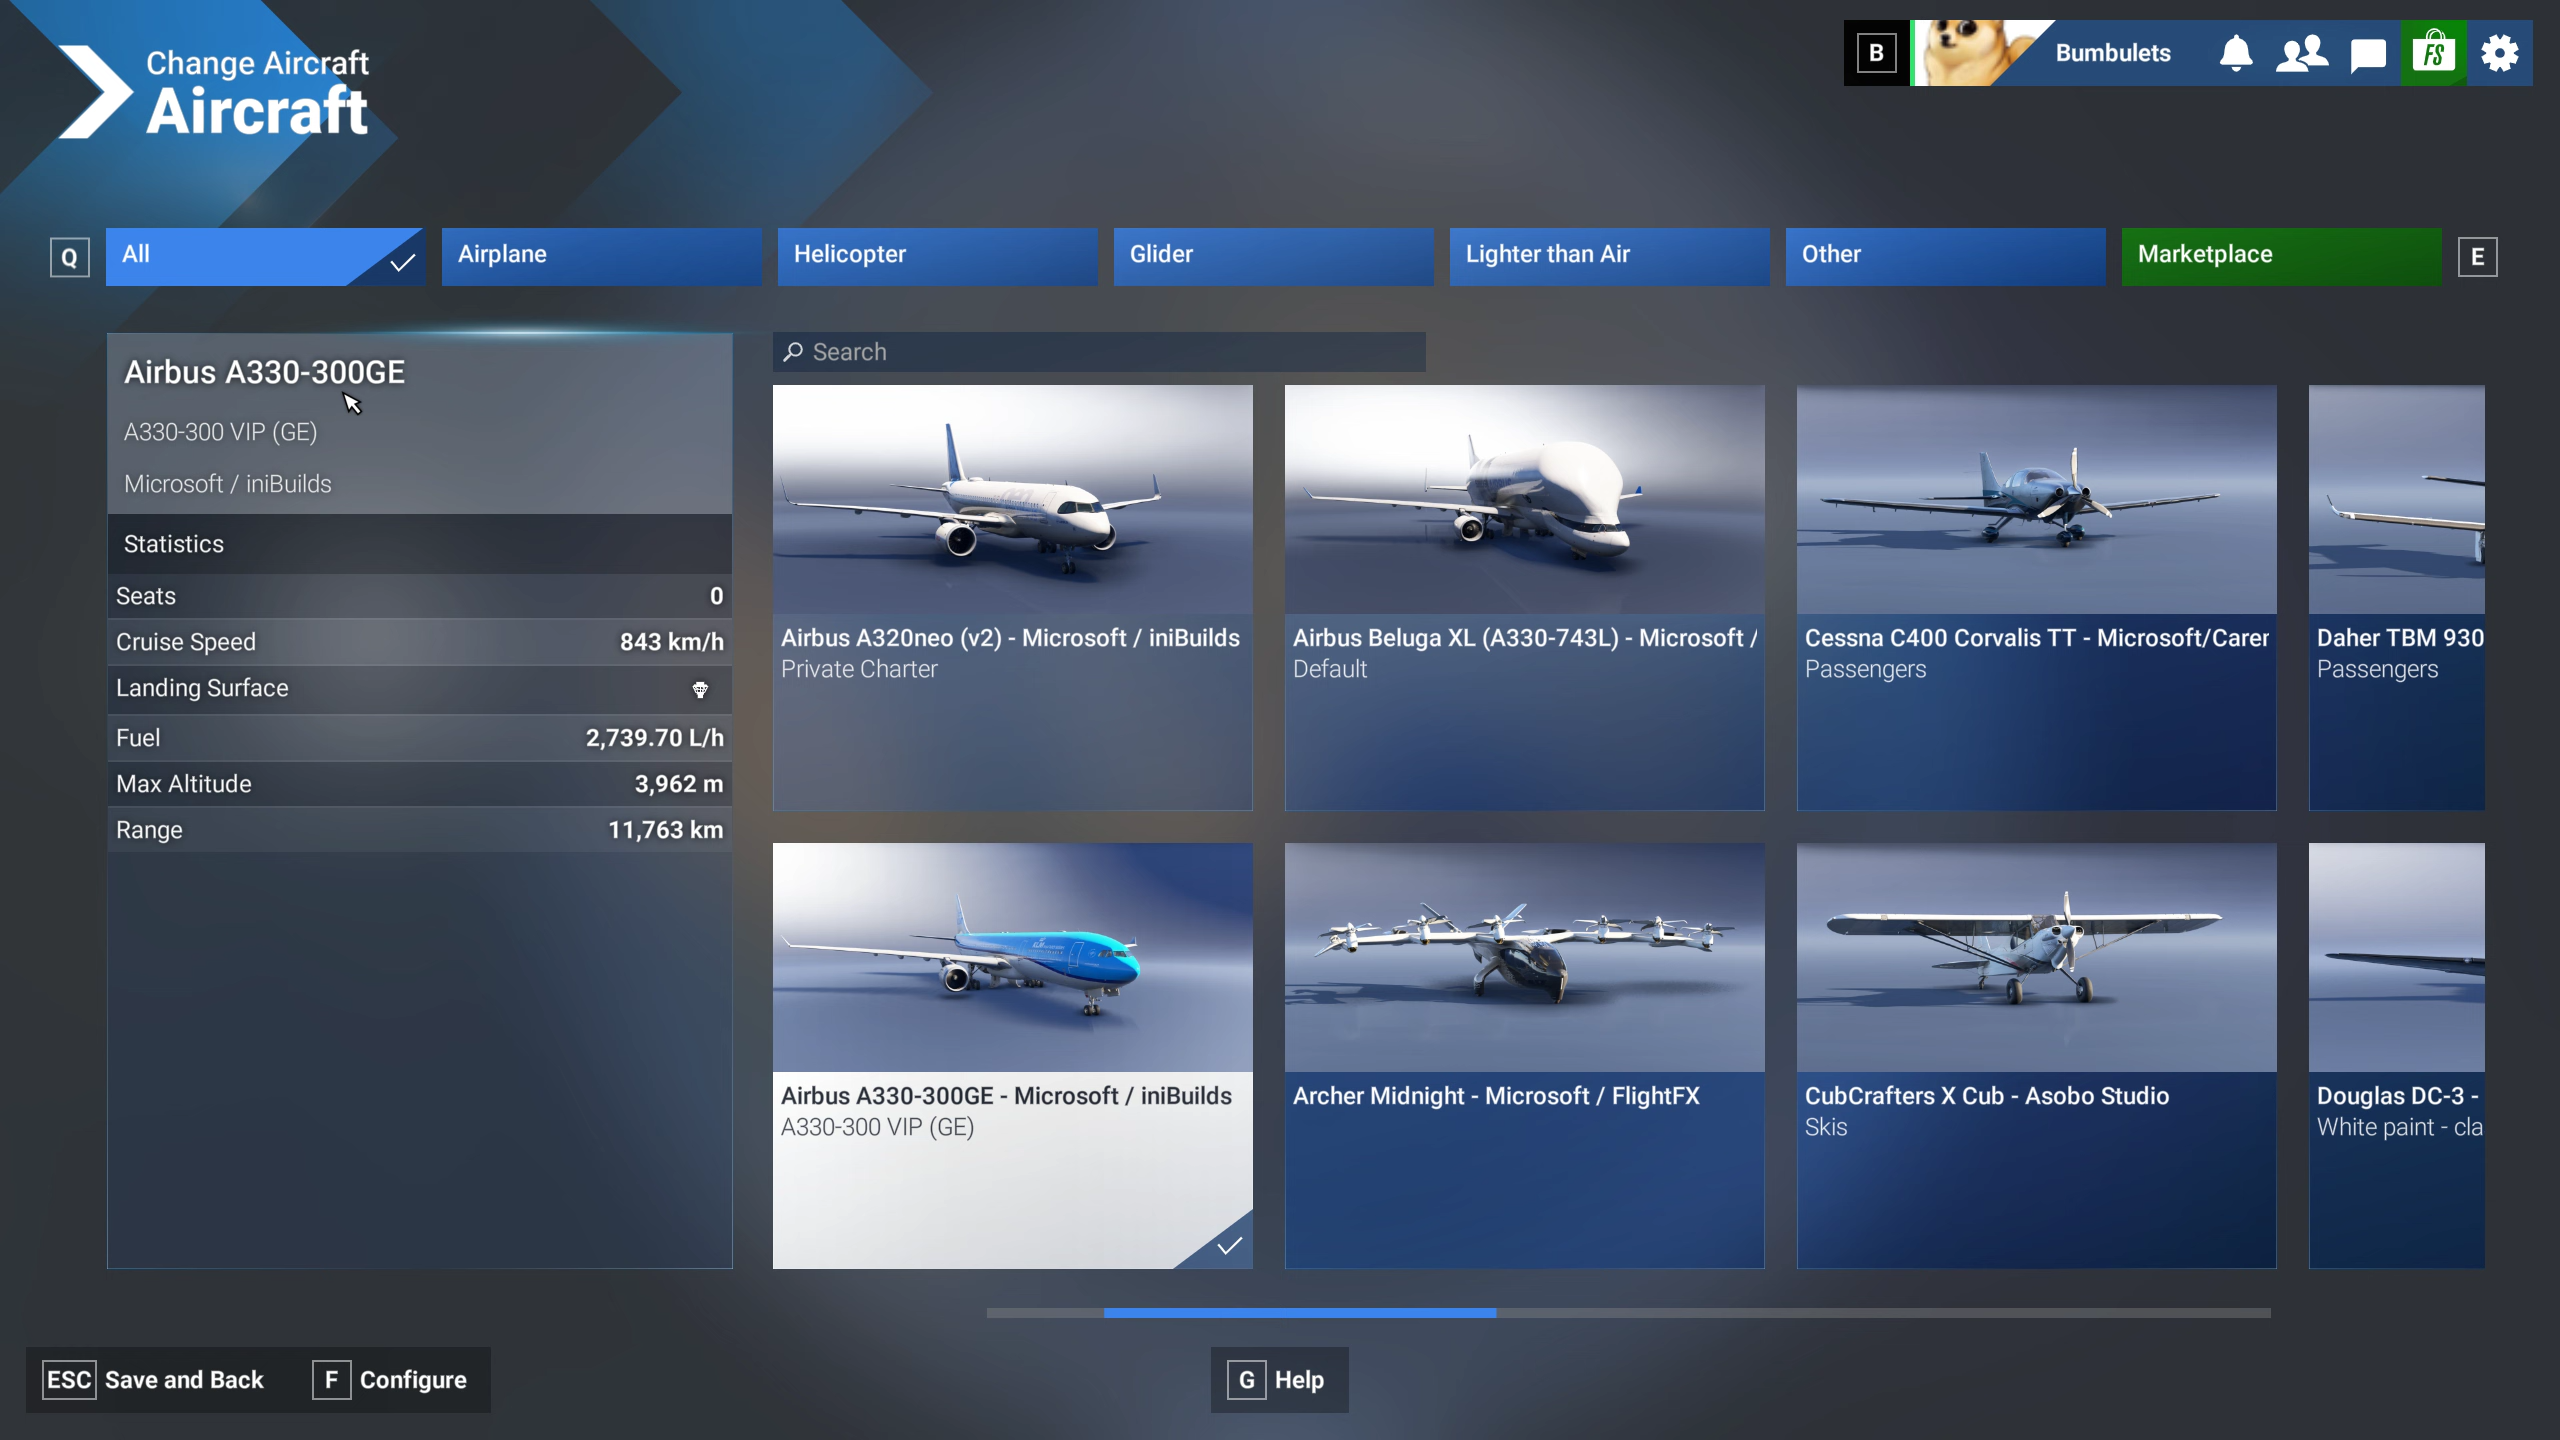 Change Aircraft
Aircraft
B
Bumbulets
FS
Q
All
Airplane
Helicopter
Glider
Lighter than Air
Other
Marketplace
E
Airbus A330-300GE
A330-300 VIP (GE)
Microsoft / iniBuilds
Statistics
Seats 0
Cruise Speed 843 km/h
Landing Surface
Fuel 2,739.70 L/h
Max Altitude 3,962 m
Range 11,763 km
Search
Airbus A320neo (v2) - Microsoft / iniBuilds
Private Charter
Airbus Beluga XL (A330-743L) - Microsoft /
Default
Cessna C400 Corvalis TT - Microsoft/Carer
Passengers
Daher TBM 930
Passengers
Airbus A330-300GE - Microsoft / iniBuilds
A330-300 VIP (GE)
Archer Midnight - Microsoft / FlightFX
CubCrafters X Cub - Asobo Studio
Skis
Douglas DC-3 -
White paint - cla
ESC Save and Back
F Configure
G Help